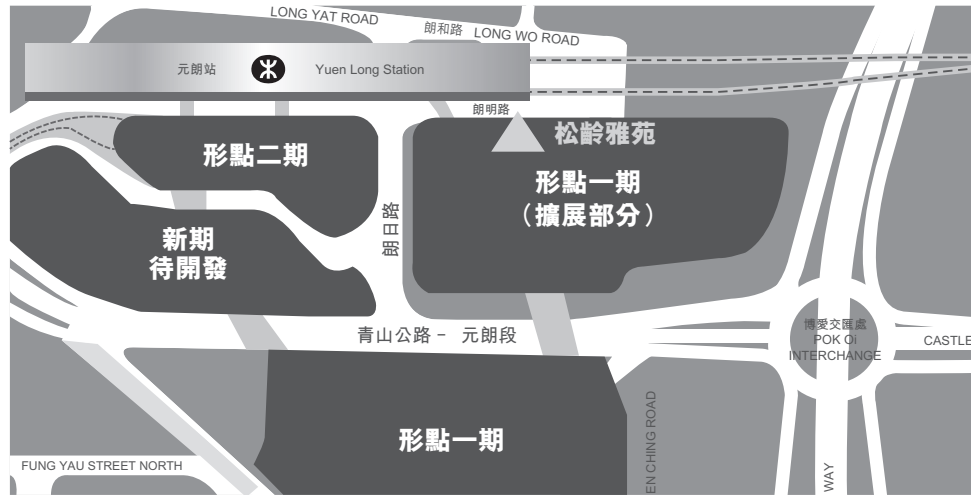 LONG YAT ROAD
朗和路 LONG WO ROAD
元朗站 Yuen Long Station
朗明路
松齡雅苑
形點二期
形點一期
（擴展部分）
朗日路
新期
待開發
青山公路 - 元朗段
博愛交匯處
POK Oi
INTERCHANGE
CASTLE
形點一期
EN CHING ROAD
WAY
FUNG YAU STREET NORTH